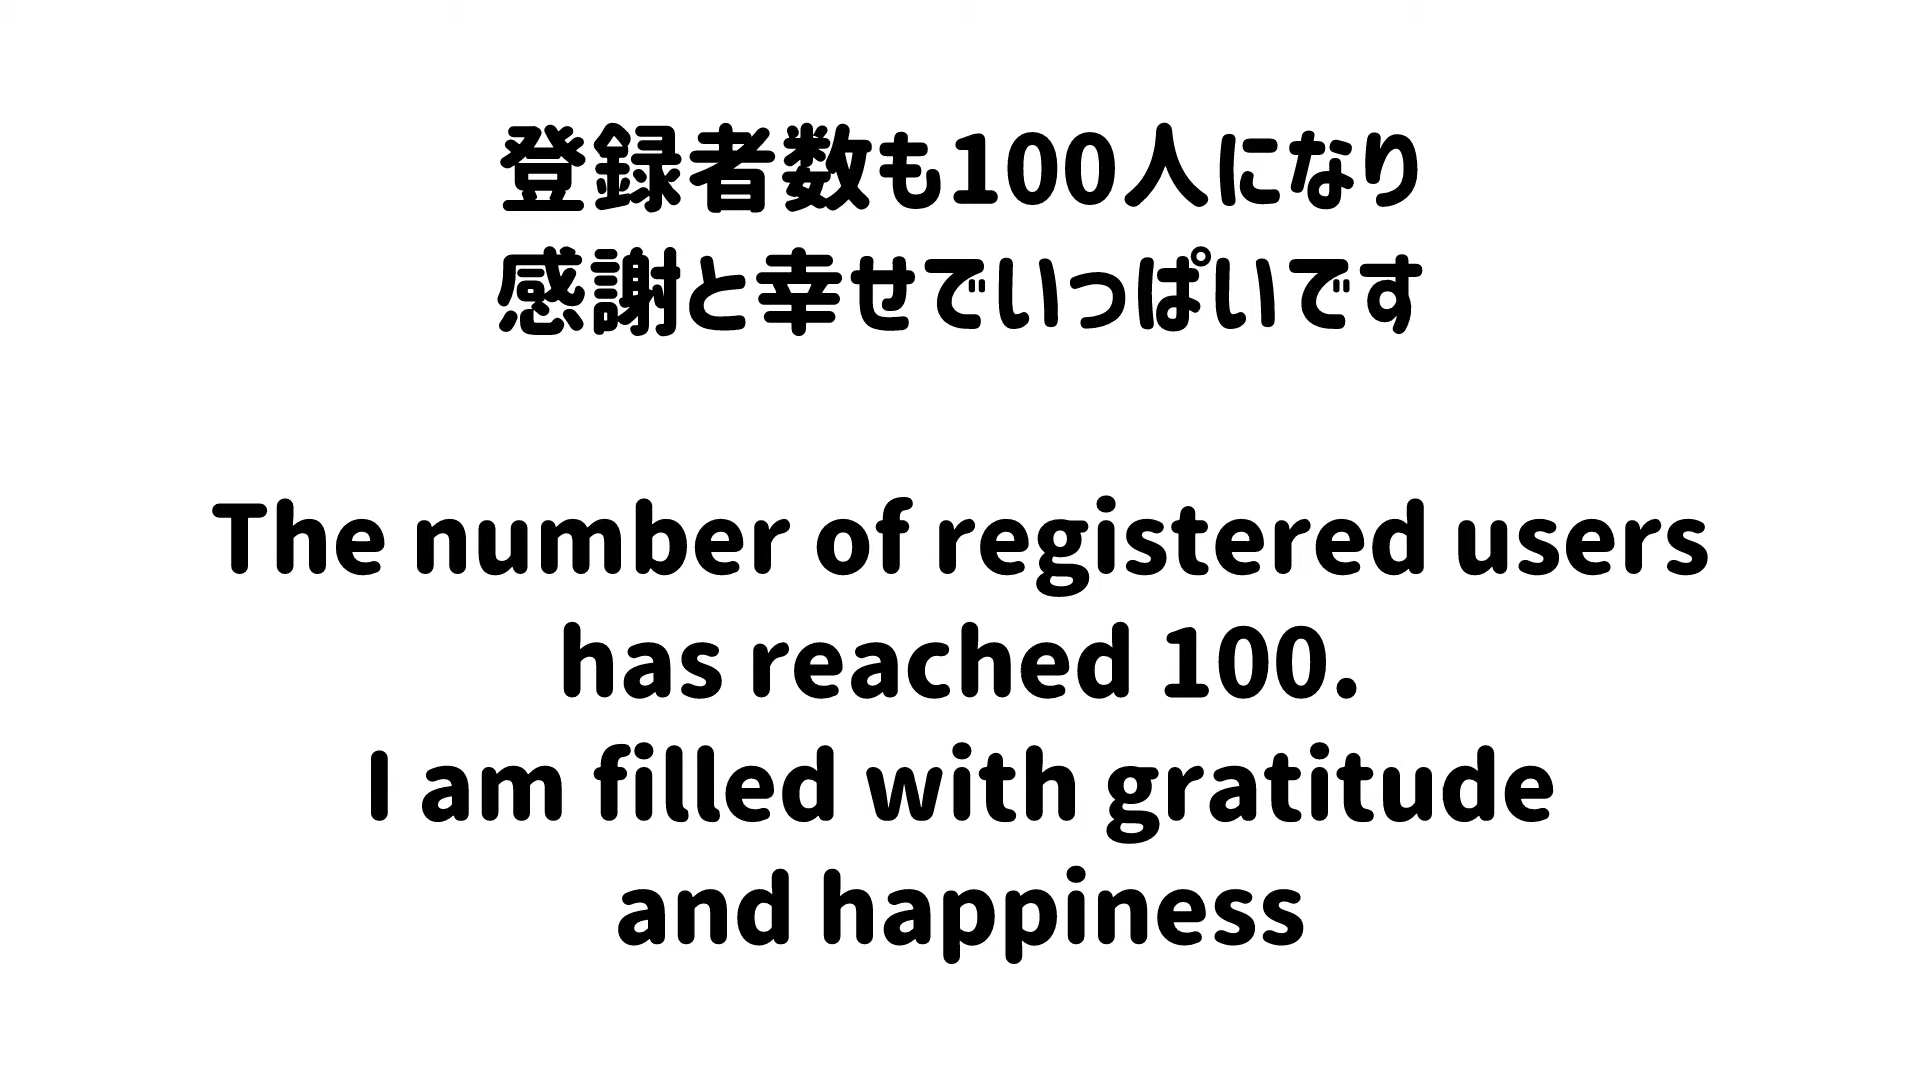 登録者数も100人になり
感謝と幸せでいっぱいです
The number of registered users
has reached 100.
I am filled with gratitude
and happiness